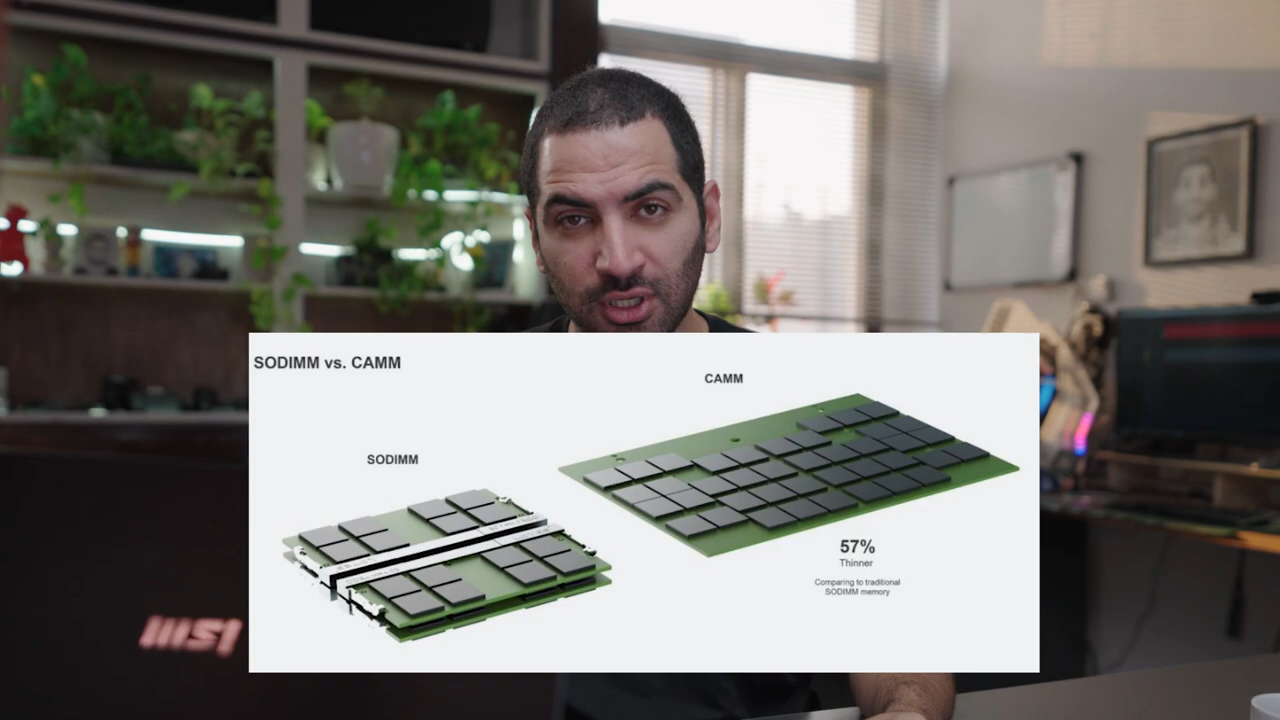 SODIMM vs. CAMM
CAMM
SODIMM
57%
Thinner
Comparing to traditional
SODIMM memory
msi